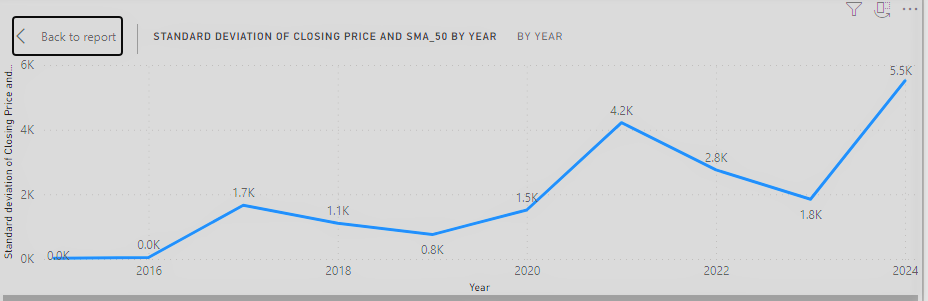 Back to report
STANDARD DEVIATION OF CLOSING PRICE AND SMA_50 BY YEAR
BY YEAR
Standard deviation of Closing Price and...
6K
4K
2K
0K
0.0K
0.0K
1.7K
1.1K
0.8K
1.5K
4.2K
2.8K
1.8K
5.5K
2016
2018
2020
2022
2024
Year